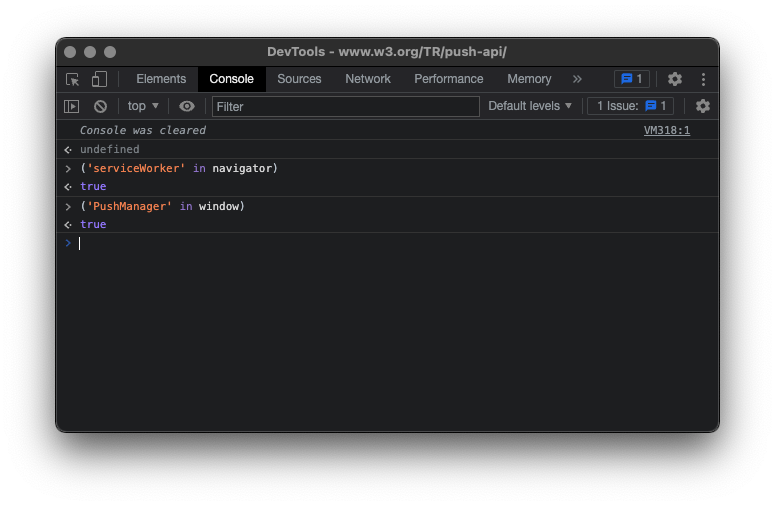 DevTools - www.w3.org/TR/push-api/
Elements Console Sources Network Performance Memory » 1
top ▼ Filter Default levels ▼ 1 Issue: 1
Console was cleared VM318:1
undefined
> ('serviceWorker' in navigator)
true
> ('PushManager' in window)
true
>